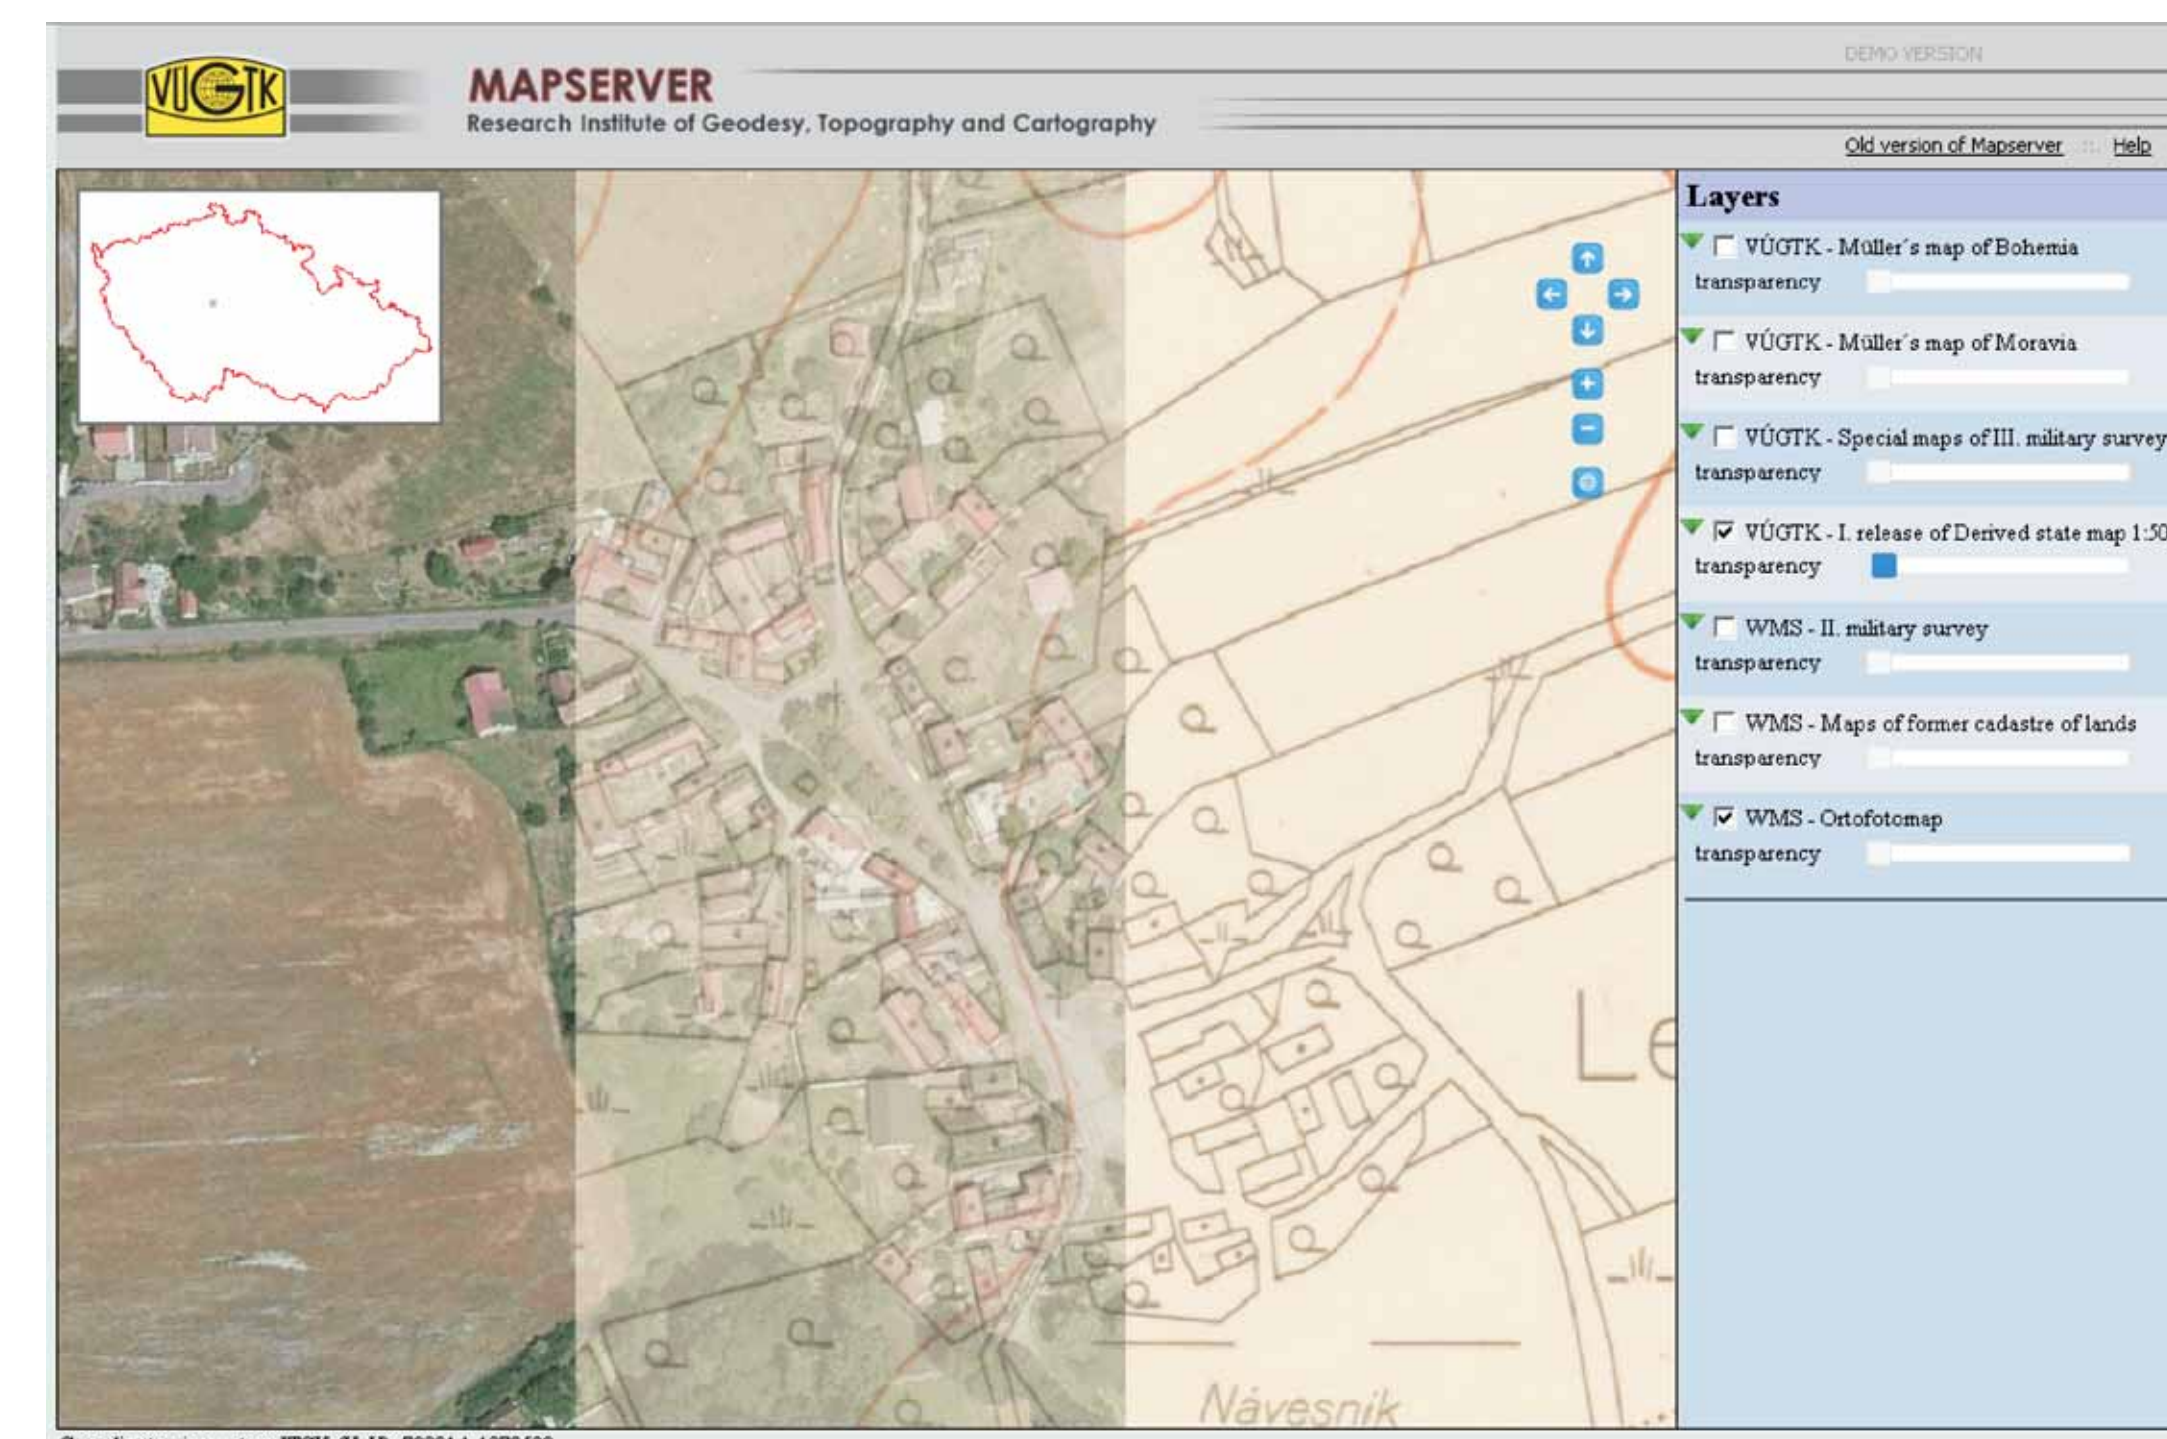 DEMO VERSION
VÚGTK
MAPSERVER
Research Institute of Geodesy, Topography and Cartography
Old version of Mapserver :: Help
Layers
VÚGTK - Müller´s map of Bohemia
transparency
VÚGTK - Müller´s map of Moravia
transparency
VÚGTK - Special maps of III. military survey
transparency
VÚGTK - I. release of Derived state map 1:50
transparency
WMS - II. military survey
transparency
WMS - Maps of former cadastre of lands
transparency
WMS - Ortofotomap
transparency
Le
Návesnik